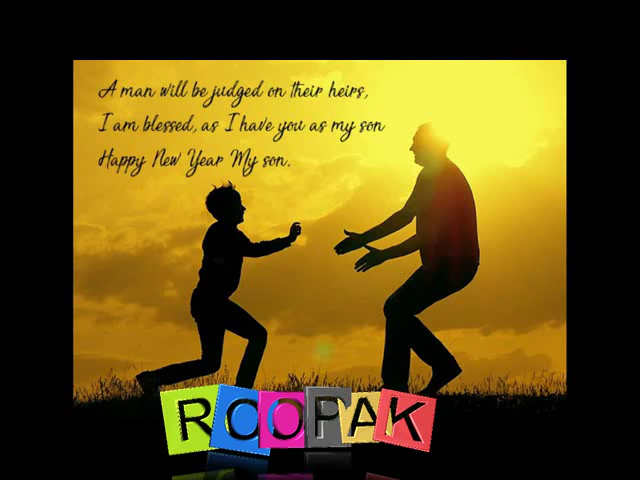 A man will be judged on their heirs,
I am blessed, as I have you as my son
Happy New Year My son.
ROOPAK